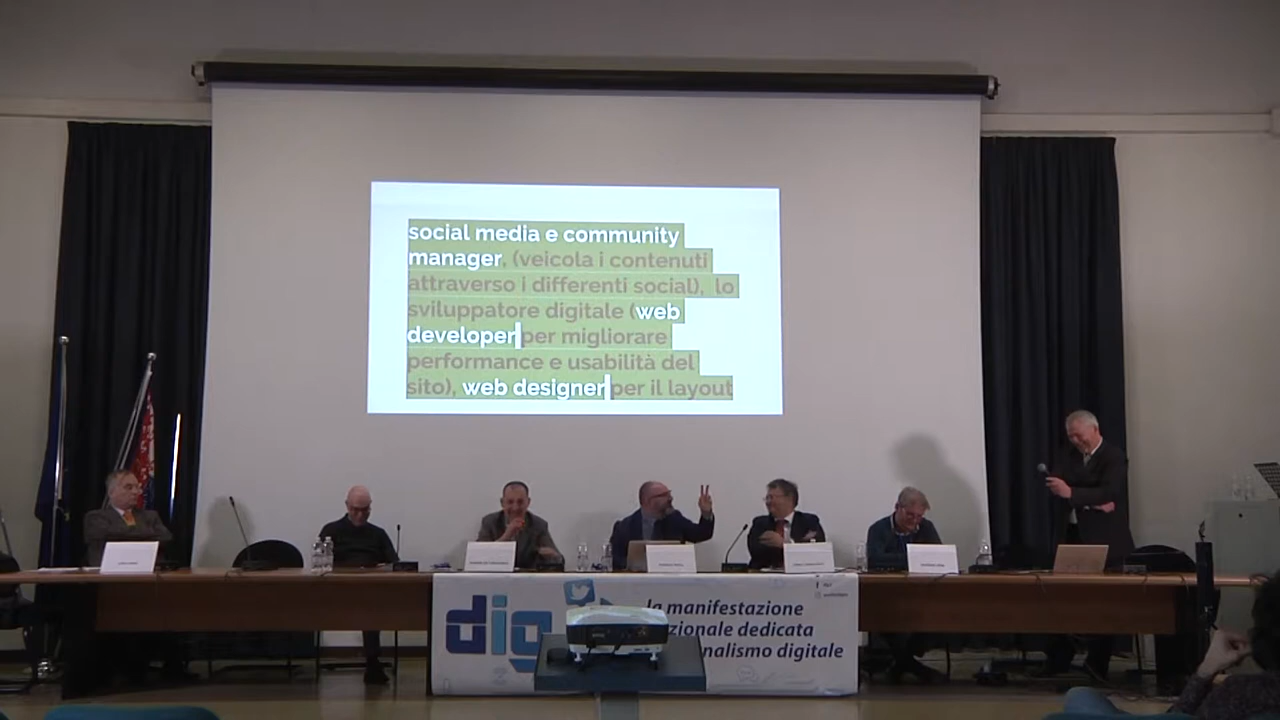 social media e community
manager, (veicola i contenuti
attraverso i differenti social), lo
sviluppatore digitale (web
developer per migliorare
performance e usabilità del
sito), web designer per il layout
dig
la manifestazione
zionale dedicata
nalismo digitale